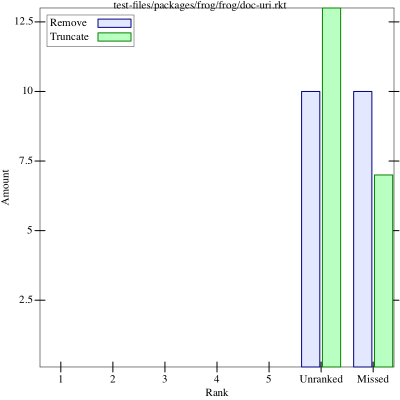 test-files/packages/frog/frog/doc-uri.rkt
Remove
Truncate
12.5
10
7.5
5
2.5
Amount
1 2 3 4 5 Unranked Missed
Rank